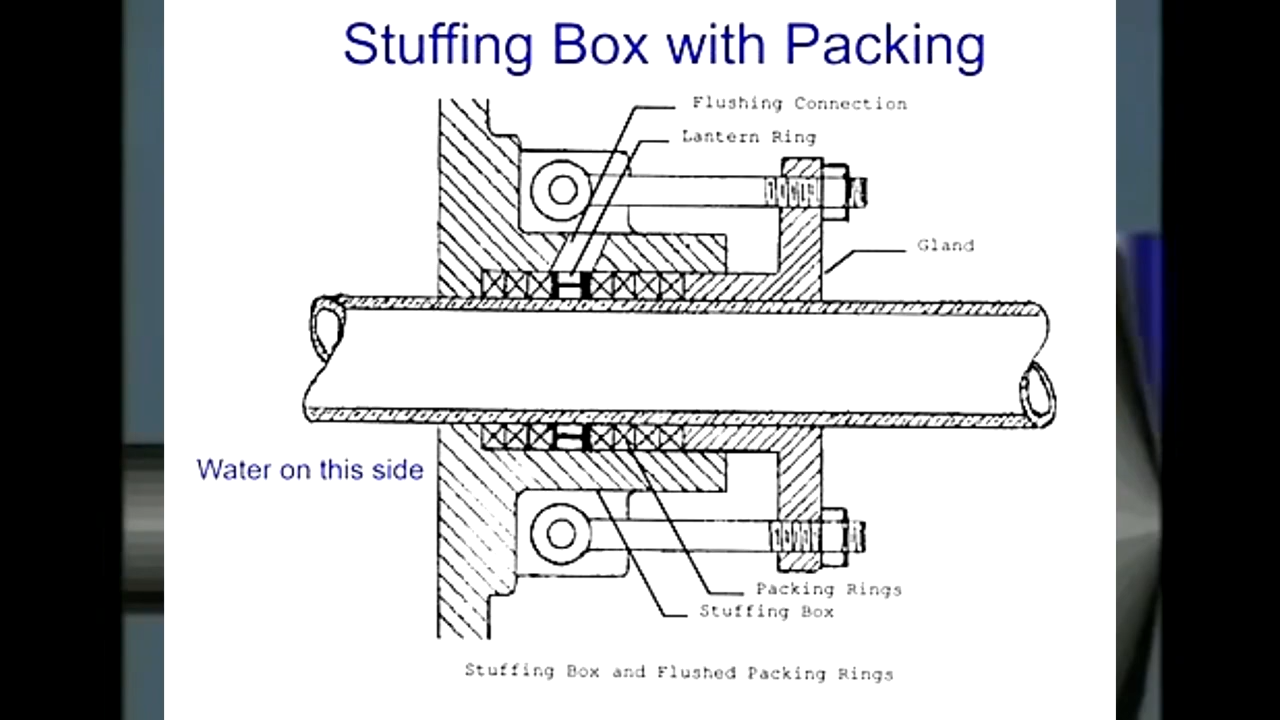 Stuffing Box with Packing
Flushing Connection
Lantern Ring
Gland
Water on this side
Packing Rings
Stuffing Box
Stuffing Box and Flushed Packing Rings